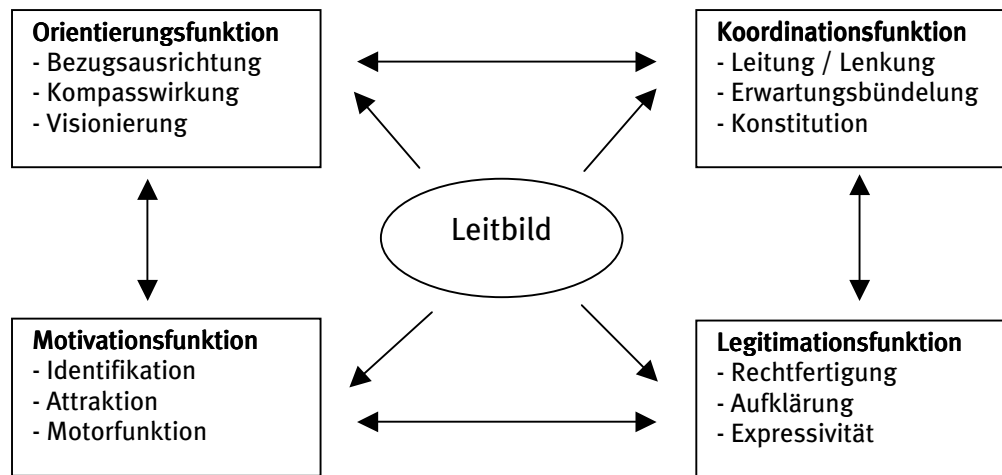 Orientierungsfunktion
- Bezugsausrichtung
- Kompasswirkung
- Visionierung
Koordinationsfunktion
- Leitung / Lenkung
- Erwartungsbündelung
- Konstitution
Leitbild
Motivationsfunktion
- Identifikation
- Attraktion
- Motorfunktion
Legitimationsfunktion
- Rechtfertigung
- Aufklärung
- Expressivität